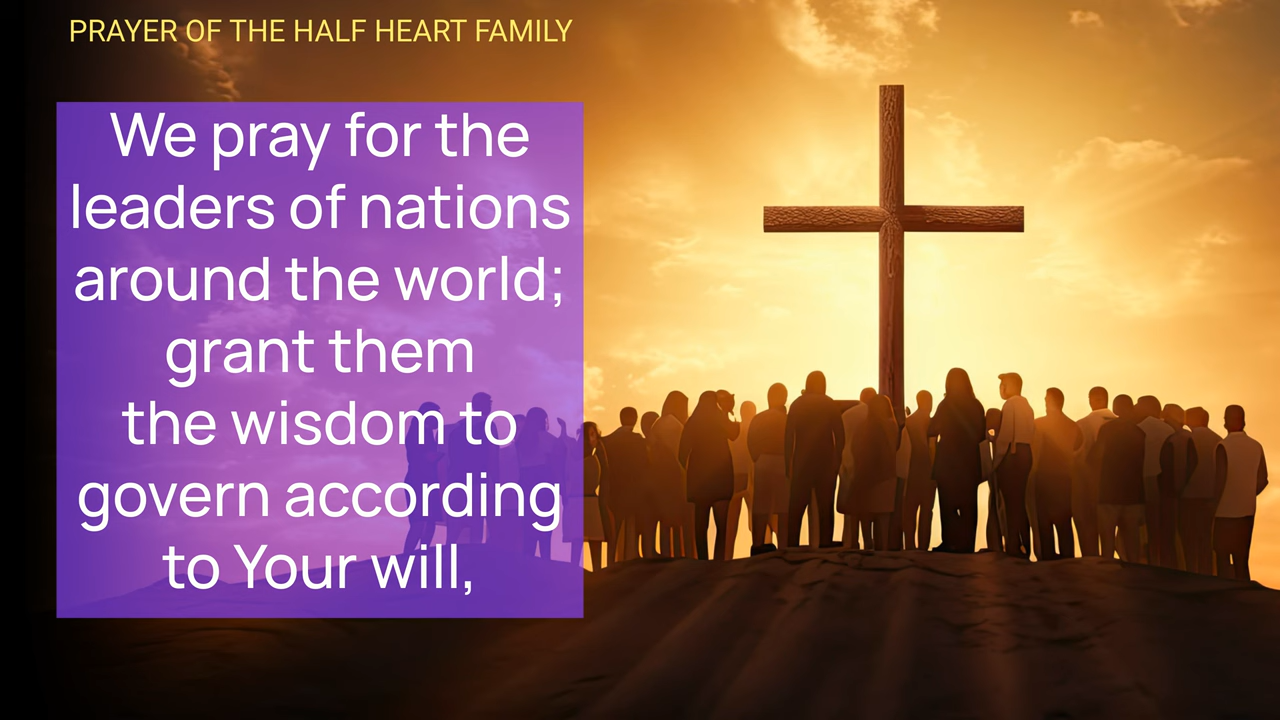 PRAYER OF THE HALF HEART FAMILY
We pray for the
leaders of nations
around the world;
grant them
the wisdom to
govern according
to Your will,